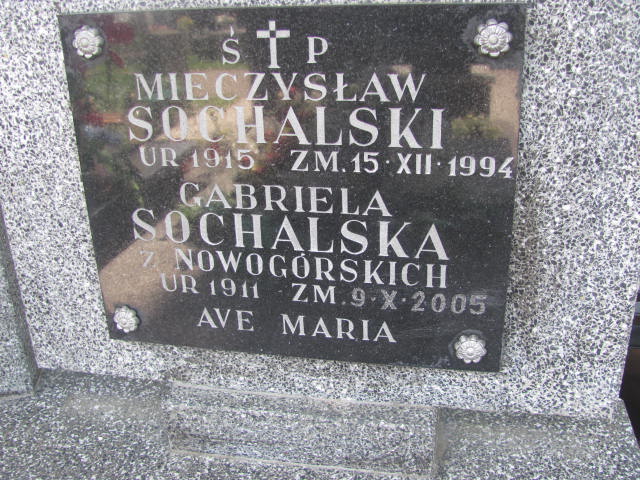 Ś P
MIECZYSŁAW
SOCHALSKI
UR 1915 ZM. 15·XII·1994
GABRIELA
SOCHALSKA
Z NOWOGÓRSKICH
UR 1911 ZM. 9·X·2005
AVE MARIA